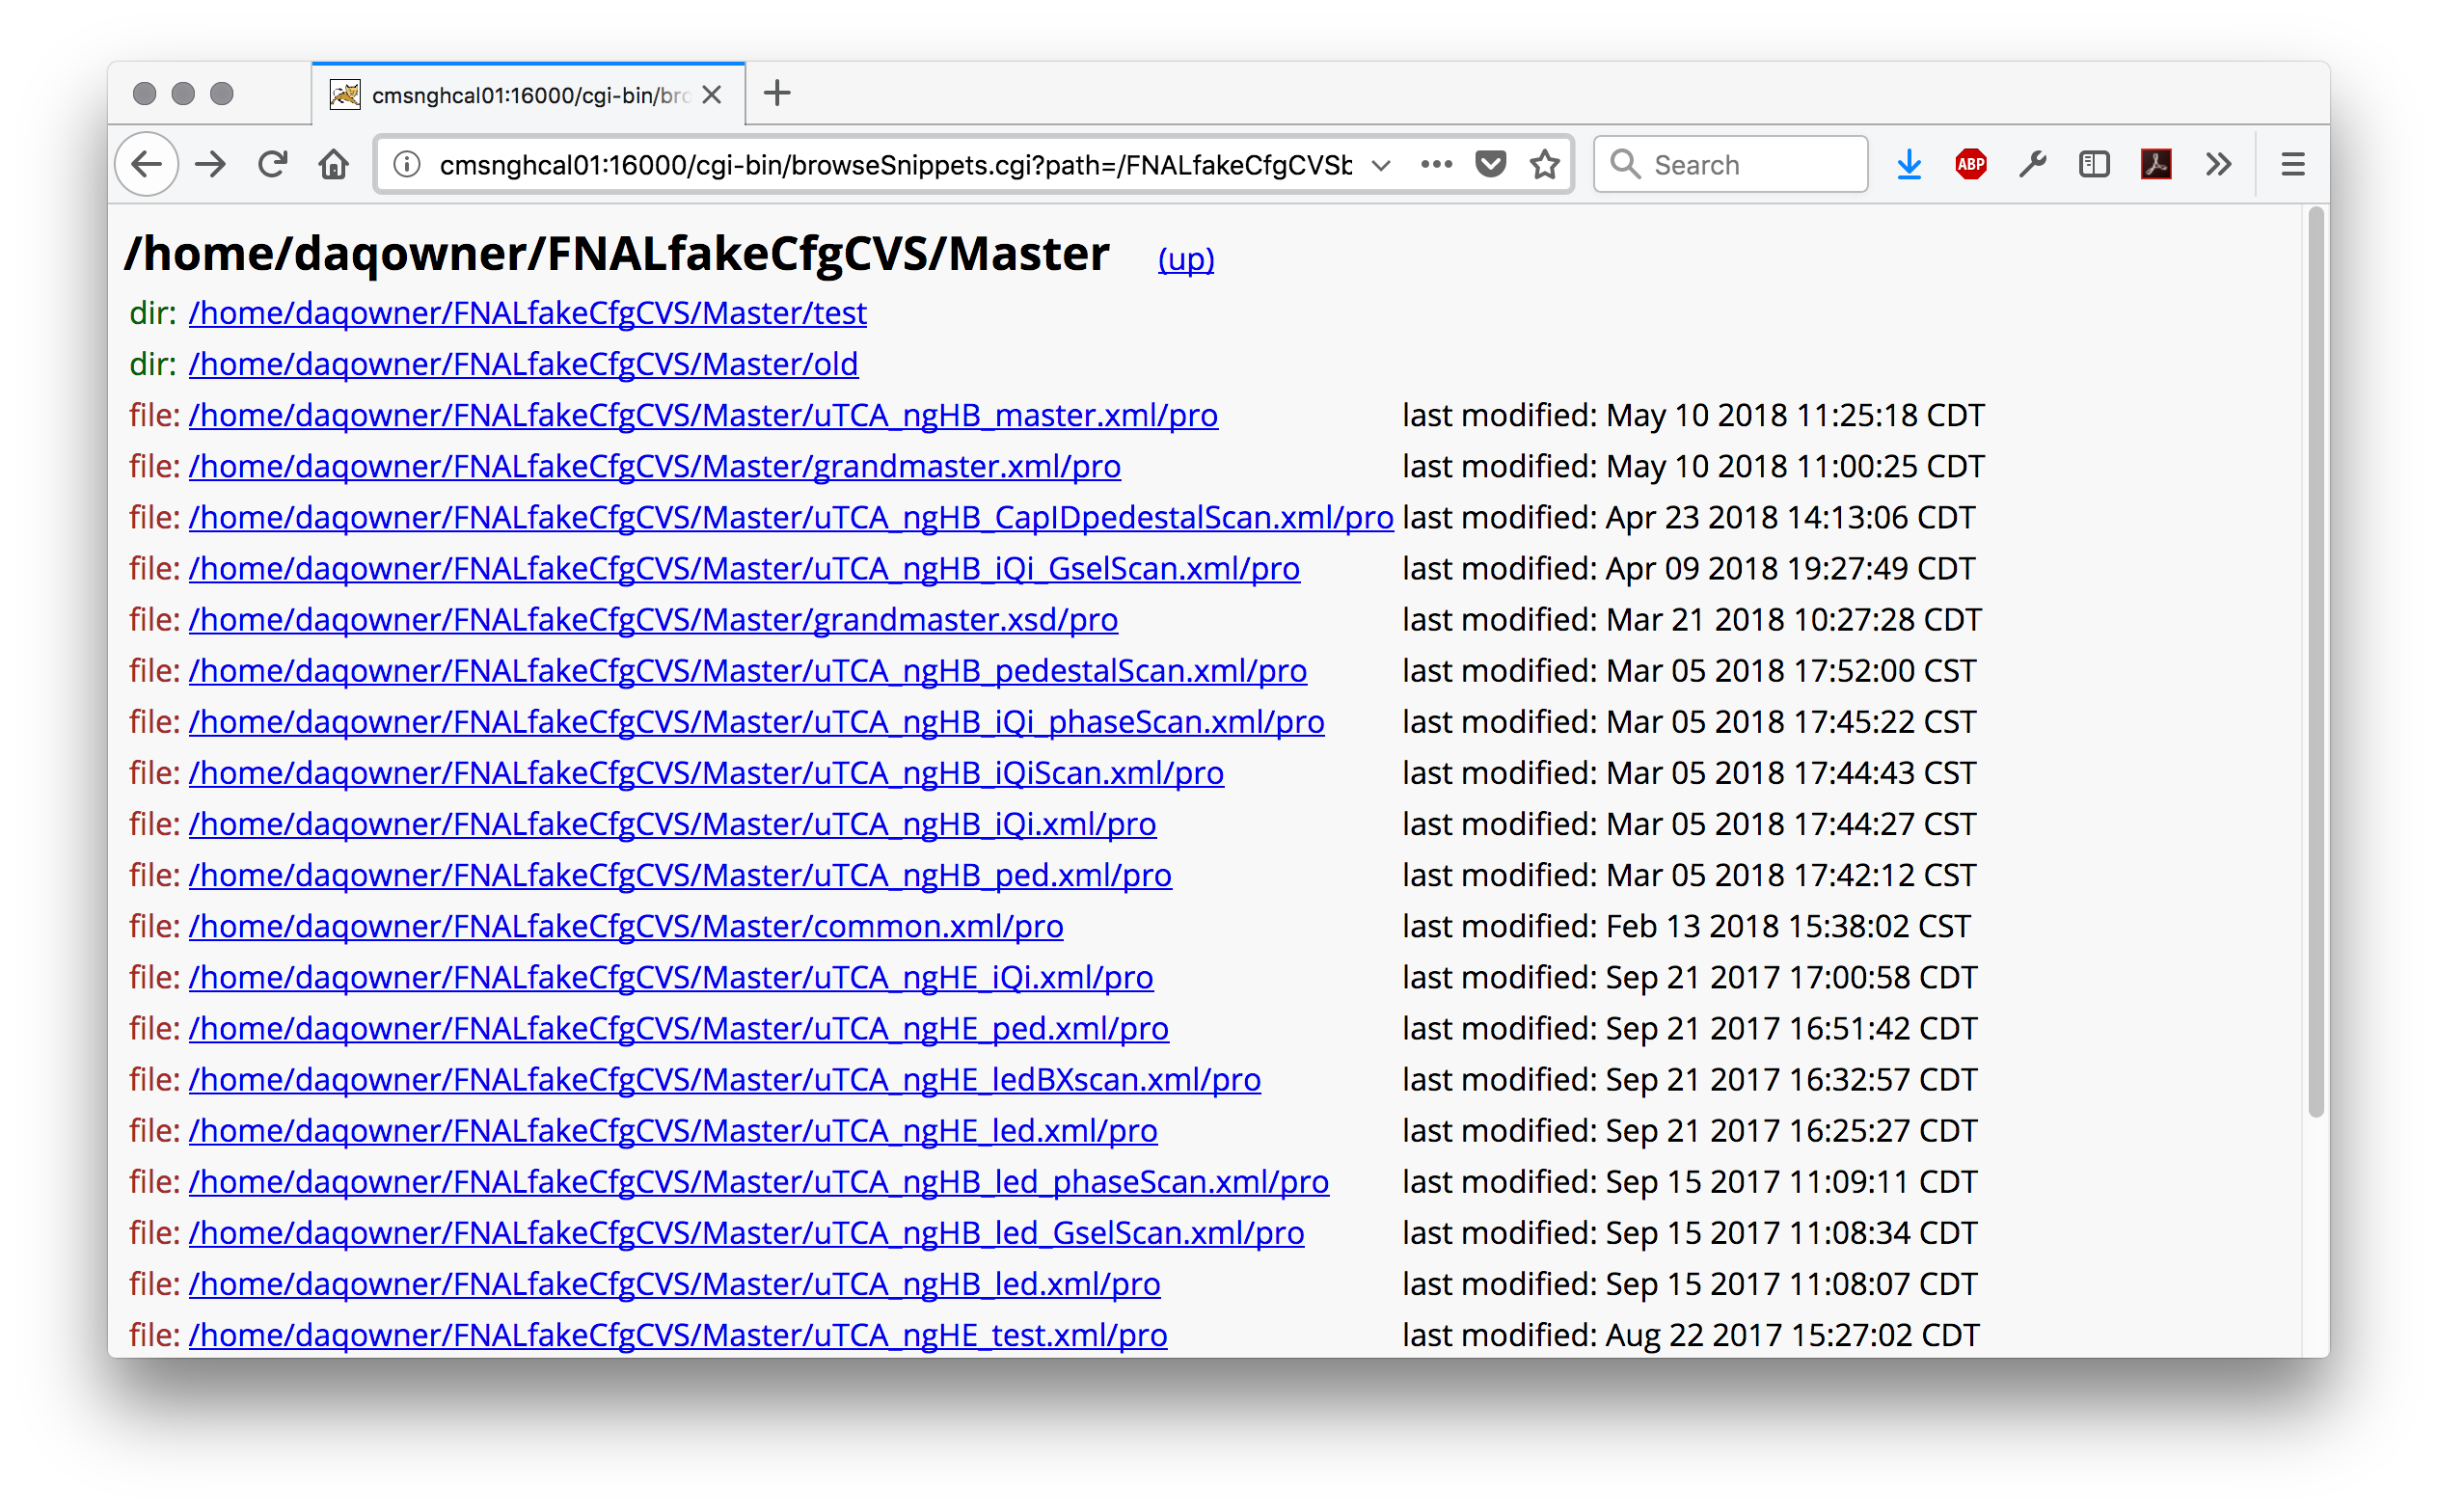 cmsnghcal01:16000/cgi-bin/bro
cmsnghcal01:16000/cgi-bin/browseSnippets.cgi?path=/FNALfakeCfgCVSb
Search
ABP
/home/daqowner/FNALfakeCfgCVS/Master (up)
dir: /home/daqowner/FNALfakeCfgCVS/Master/test
dir: /home/daqowner/FNALfakeCfgCVS/Master/old
file: /home/daqowner/FNALfakeCfgCVS/Master/uTCA_ngHB_master.xml/pro last modified: May 10 2018 11:25:18 CDT
file: /home/daqowner/FNALfakeCfgCVS/Master/grandmaster.xml/pro last modified: May 10 2018 11:00:25 CDT
file: /home/daqowner/FNALfakeCfgCVS/Master/uTCA_ngHB_CapIDpedestalScan.xml/pro last modified: Apr 23 2018 14:13:06 CDT
file: /home/daqowner/FNALfakeCfgCVS/Master/uTCA_ngHB_iQi_GselScan.xml/pro last modified: Apr 09 2018 19:27:49 CDT
file: /home/daqowner/FNALfakeCfgCVS/Master/grandmaster.xsd/pro last modified: Mar 21 2018 10:27:28 CDT
file: /home/daqowner/FNALfakeCfgCVS/Master/uTCA_ngHB_pedestalScan.xml/pro last modified: Mar 05 2018 17:52:00 CST
file: /home/daqowner/FNALfakeCfgCVS/Master/uTCA_ngHB_iQi_phaseScan.xml/pro last modified: Mar 05 2018 17:45:22 CST
file: /home/daqowner/FNALfakeCfgCVS/Master/uTCA_ngHB_iQiScan.xml/pro last modified: Mar 05 2018 17:44:43 CST
file: /home/daqowner/FNALfakeCfgCVS/Master/uTCA_ngHB_iQi.xml/pro last modified: Mar 05 2018 17:44:27 CST
file: /home/daqowner/FNALfakeCfgCVS/Master/uTCA_ngHB_ped.xml/pro last modified: Mar 05 2018 17:42:12 CST
file: /home/daqowner/FNALfakeCfgCVS/Master/common.xml/pro last modified: Feb 13 2018 15:38:02 CST
file: /home/daqowner/FNALfakeCfgCVS/Master/uTCA_ngHE_iQi.xml/pro last modified: Sep 21 2017 17:00:58 CDT
file: /home/daqowner/FNALfakeCfgCVS/Master/uTCA_ngHE_ped.xml/pro last modified: Sep 21 2017 16:51:42 CDT
file: /home/daqowner/FNALfakeCfgCVS/Master/uTCA_ngHE_ledBXscan.xml/pro last modified: Sep 21 2017 16:32:57 CDT
file: /home/daqowner/FNALfakeCfgCVS/Master/uTCA_ngHE_led.xml/pro last modified: Sep 21 2017 16:25:27 CDT
file: /home/daqowner/FNALfakeCfgCVS/Master/uTCA_ngHB_led_phaseScan.xml/pro last modified: Sep 15 2017 11:09:11 CDT
file: /home/daqowner/FNALfakeCfgCVS/Master/uTCA_ngHB_led_GselScan.xml/pro last modified: Sep 15 2017 11:08:34 CDT
file: /home/daqowner/FNALfakeCfgCVS/Master/uTCA_ngHB_led.xml/pro last modified: Sep 15 2017 11:08:07 CDT
file: /home/daqowner/FNALfakeCfgCVS/Master/uTCA_ngHE_test.xml/pro last modified: Aug 22 2017 15:27:02 CDT